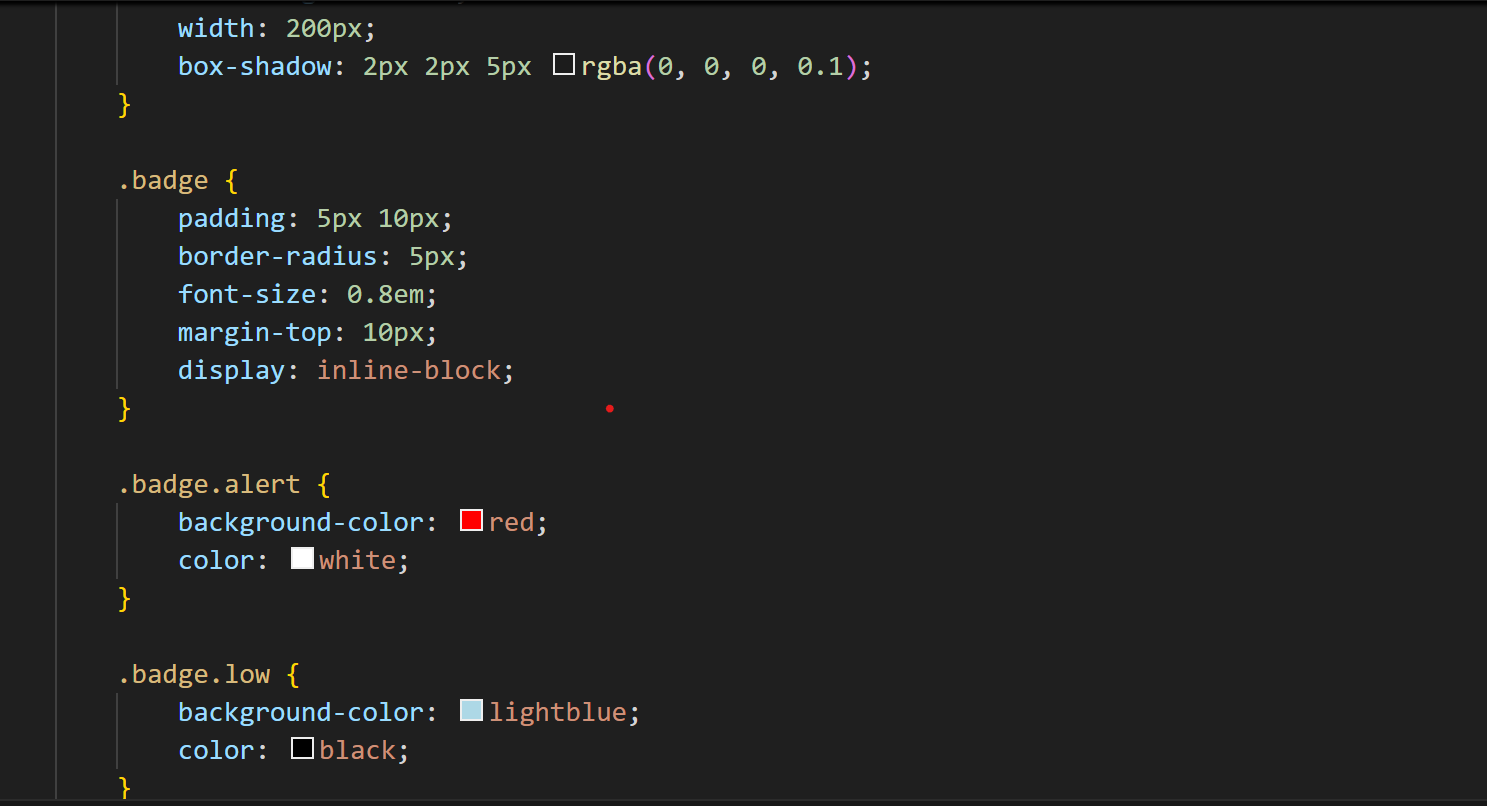 width: 200px;
box-shadow: 2px 2px 5px rgba(0, 0, 0, 0.1);
}
.badge {
padding: 5px 10px;
border-radius: 5px;
font-size: 0.8em;
margin-top: 10px;
display: inline-block;
}
.badge.alert {
background-color: red;
color: white;
}
.badge.low {
background-color: lightblue;
color: black;
}